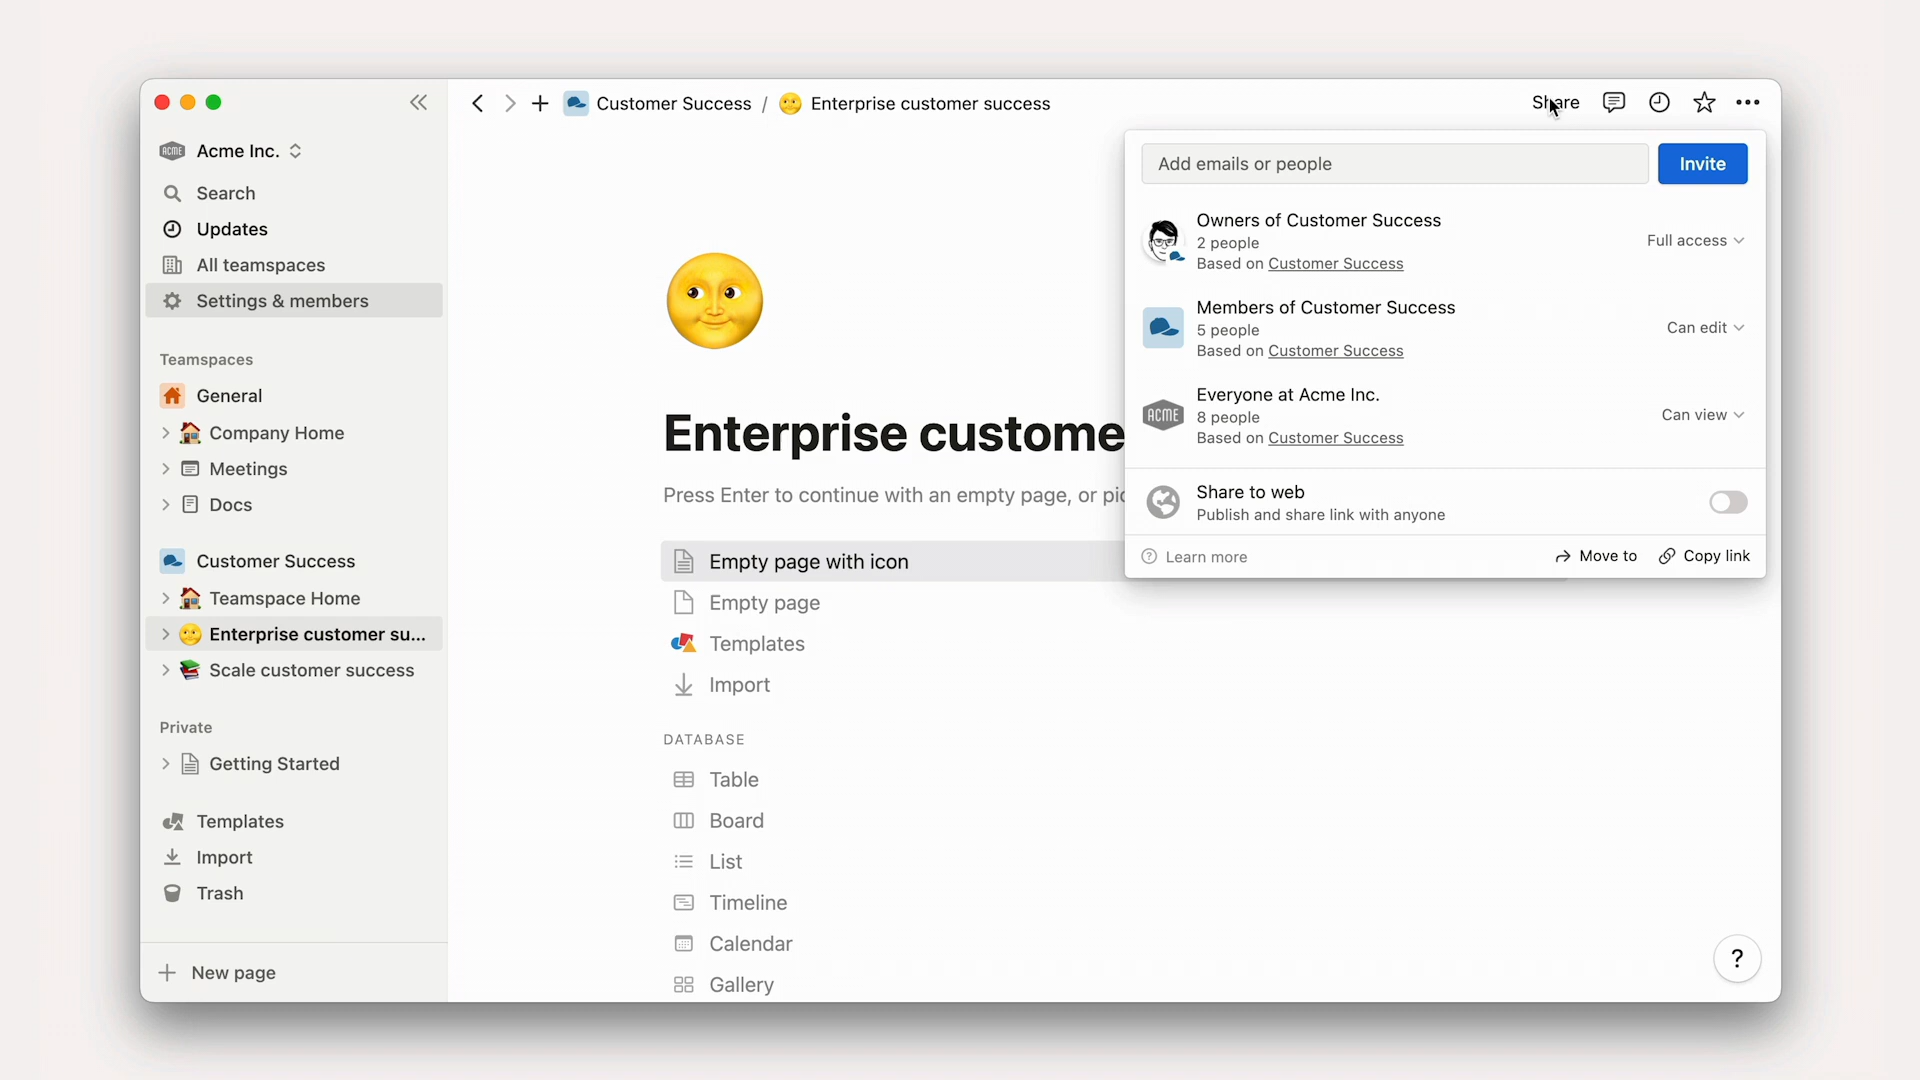 Acme Inc.
Search
Updates
All teamspaces
Settings & members
Teamspaces
General
Company Home
Meetings
Docs
Customer Success
Teamspace Home
Enterprise customer su...
Scale customer success
Private
Getting Started
Templates
Import
Trash
New page
Customer Success / Enterprise customer success
Share
Enterprise custome
Press Enter to continue with an empty page, or pic
Empty page with icon
Empty page
Templates
Import
DATABASE
Table
Board
List
Timeline
Calendar
Gallery
Add emails or people
Invite
Owners of Customer Success
2 people
Based on Customer Success
Full access
Members of Customer Success
5 people
Based on Customer Success
Can edit
ACME
Everyone at Acme Inc.
8 people
Based on Customer Success
Can view
Share to web
Publish and share link with anyone
? Learn more
Move to
Copy link
?